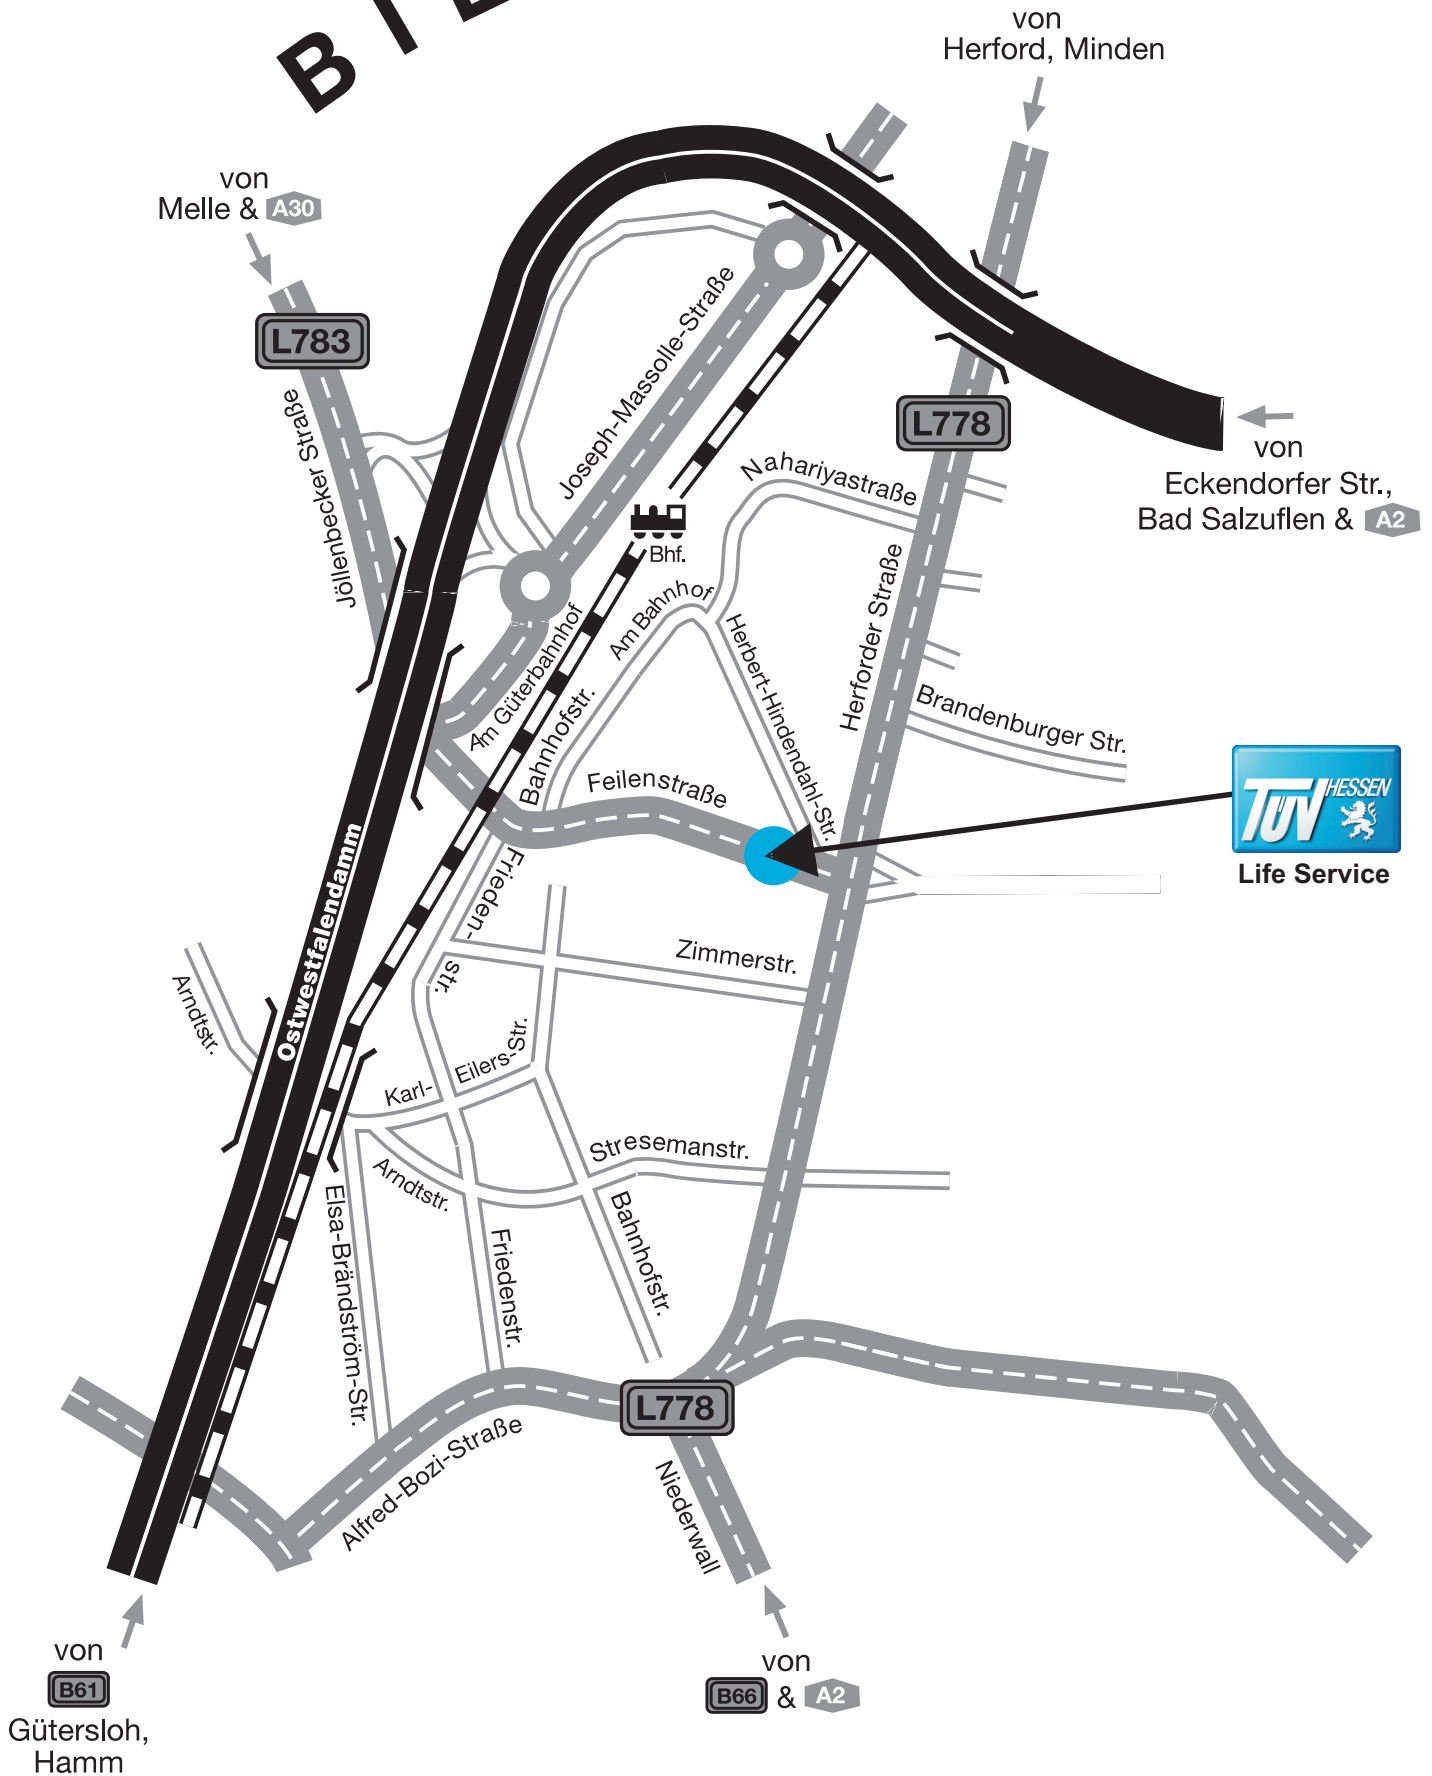 B I
von
Herford, Minden
von
Melle & A30
L783
Jöllenbecker Straße
Joseph-Massolle-Straße
L778
von
Eckendorfer Str.,
Bad Salzuflen & A2
Nahariyastraße
Bhf.
Am Bahnhof
Am Güterbahnhof
Herbert-Hindendahl-Str.
Herforder Straße
Bahnhofstr.
Brandenburger Str.
Feilenstraße
TÜV HESSEN
Life Service
Ostwestfalendamm
Frieden-
str.
Zimmerstr.
Arndtstr.
Karl-
Eilers-Str.
Stresemanstr.
Arndtstr.
Elsa-Brändström-Str.
Friedenstr.
Bahnhofstr.
L778
Alfred-Bozi-Straße
Niederwall
von
B61
Gütersloh,
Hamm
von
B66 & A2